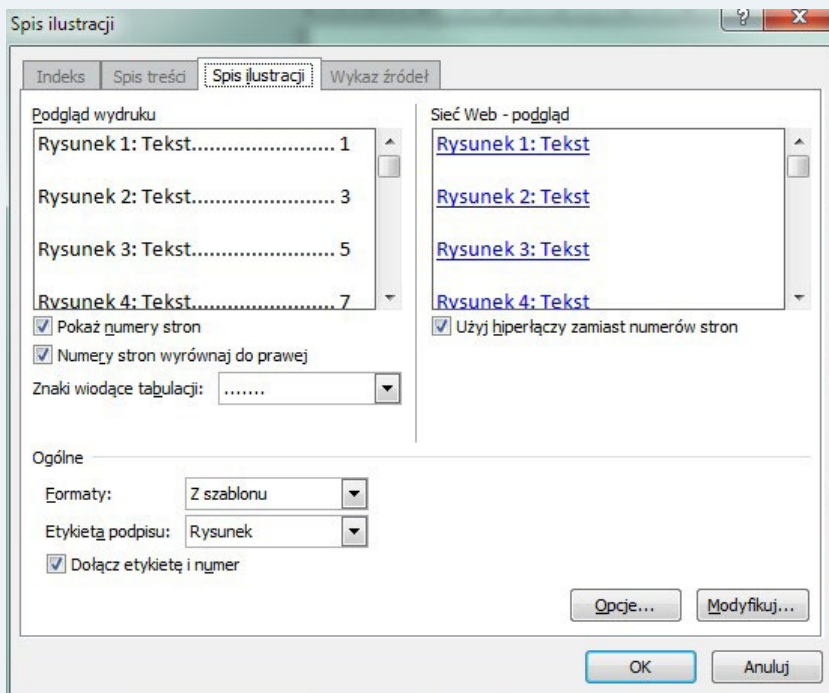 Spis ilustracji
Indeks Spis treści Spis ilustracji Wykaz źródeł
Podgląd wydruku
Rysunek 1: Tekst................................ 1
Rysunek 2: Tekst................................ 3
Rysunek 3: Tekst................................ 5
Rysunek 4: Tekst................................ 7
Pokaż numery stron
Numery stron wyrównaj do prawej
Znaki wiodące tabulacji: .......
Sieć Web - podgląd
Rysunek 1: Tekst
Rysunek 2: Tekst
Rysunek 3: Tekst
Rysunek 4: Tekst
Użyj hiperłączy zamiast numerów stron
Ogólne
Formaty: Z szablonu
Etykieta podpisu: Rysunek
Dołącz etykietę i numer
Opcje... Modyfikuj...
OK Anuluj